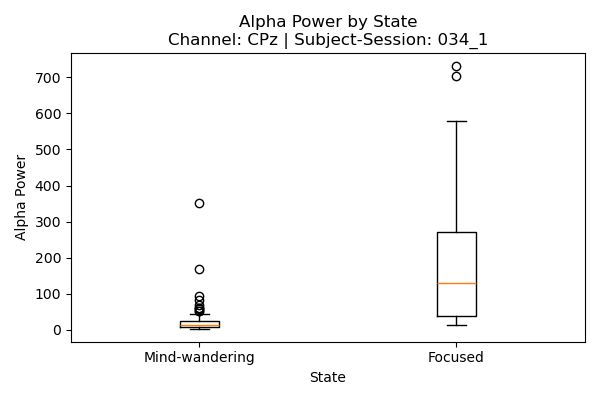 Alpha Power by State
Channel: CPz | Subject-Session: 034_1
Alpha Power
700
600
500
400
300
200
100
0
Mind-wandering
Focused
State